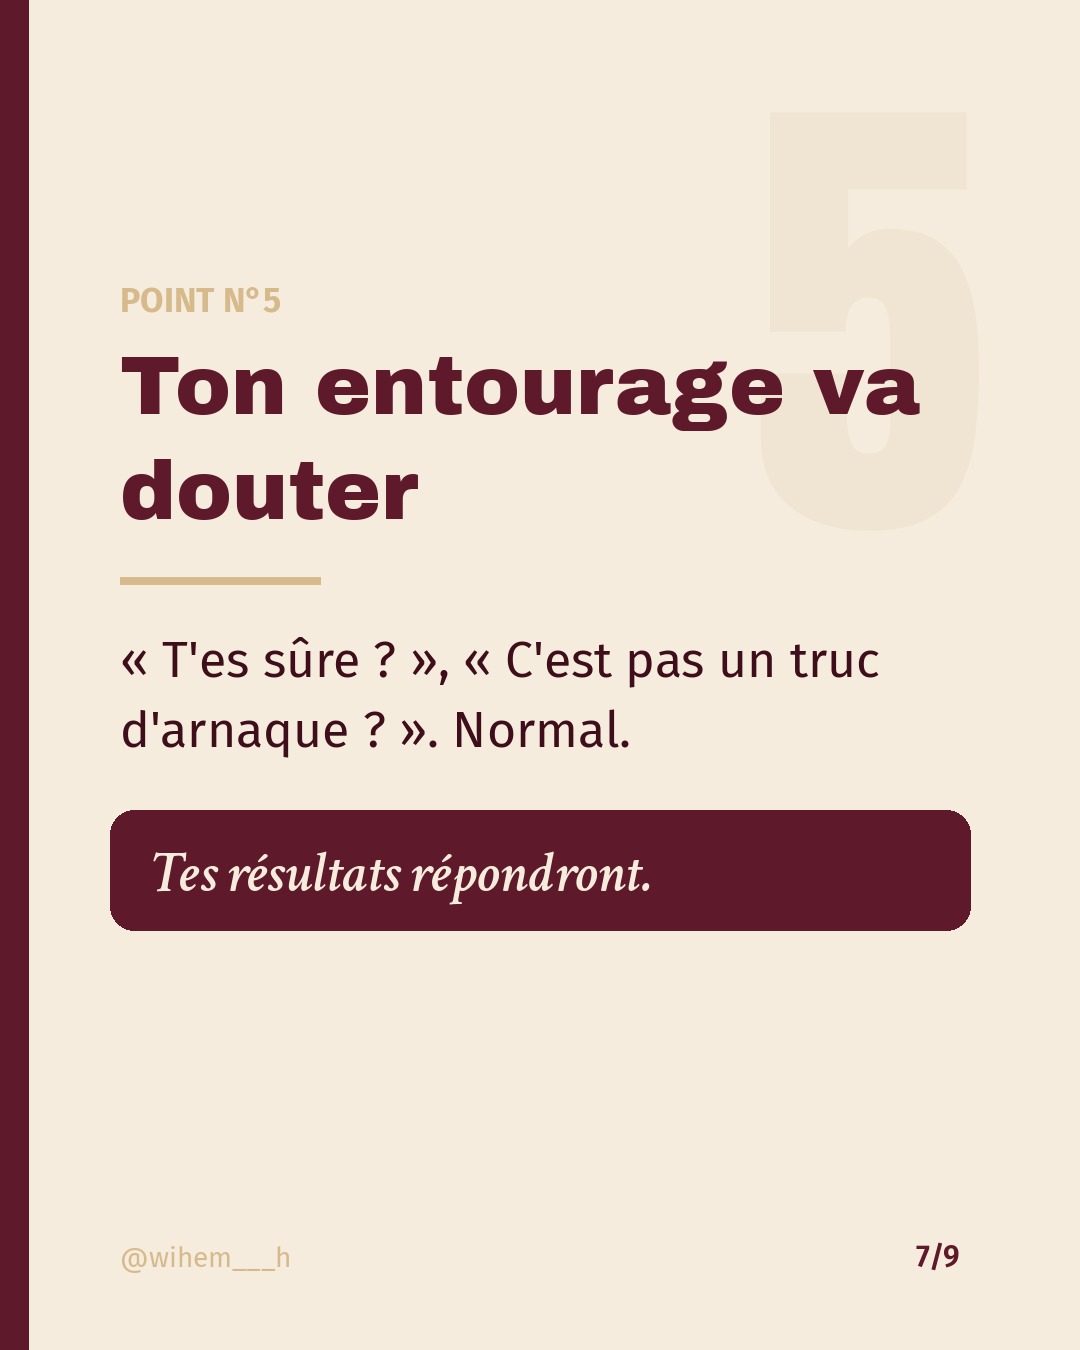 5
POINT N°5
Ton entourage va
douter
« T'es sûre ? », « C'est pas un truc
d'arnaque ? ». Normal.
Tes résultats répondront.
@wihem___h
7/9